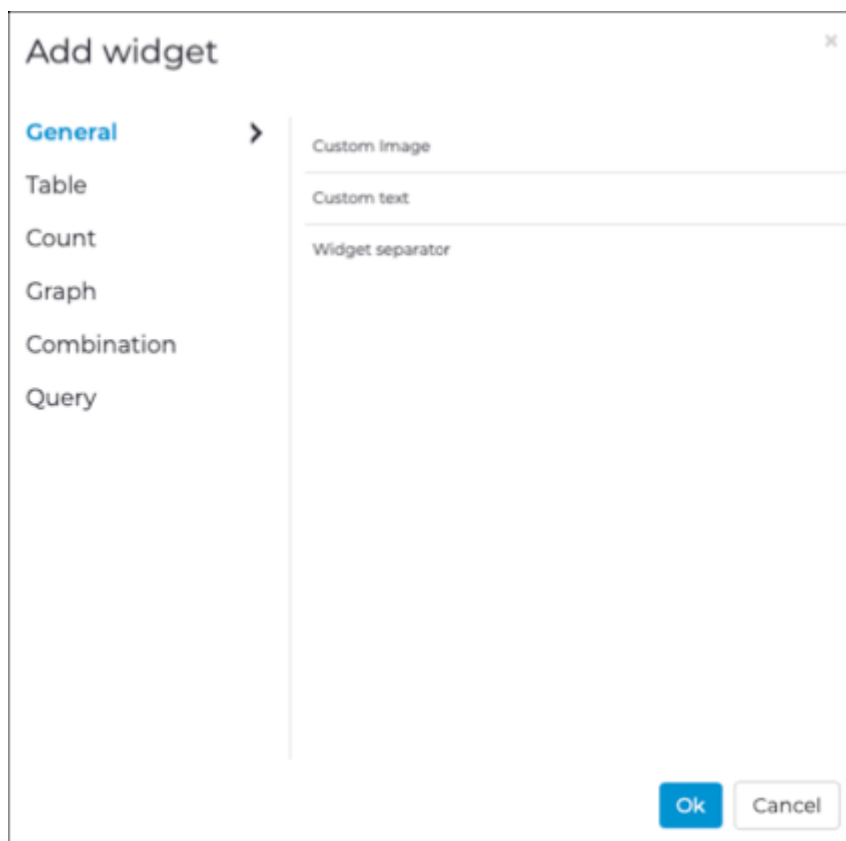 Add widget
General
Table
Count
Graph
Combination
Query
Custom Image
Custom text
Widget separator
Ok
Cancel